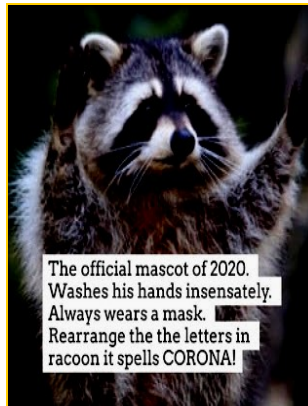 The official mascot of 2020.
Washes his hands insensately.
Always wears a mask.
Rearrange the the letters in
racoon it spells CORONA!